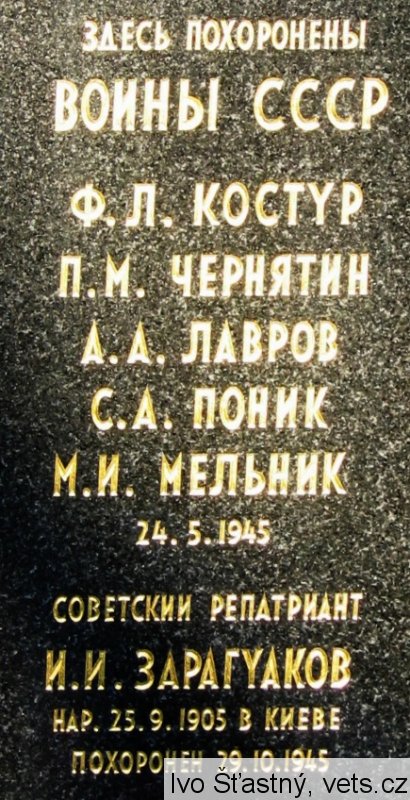 ЗДЕСЬ ПОХОРОНЕНЫ
ВОИНЫ СССР
Ф. Л. КОСТУР
П. М. ЧЕРНЯТИН
А. А. ЛАВРОВ
С. А. ПОНИК
М. И. МЕЛЬНИК
24. 5. 1945
СОВЕТСКИЙ РЕПАТРИАНТ
И. И. ЗАРАГУАКОВ
НАР. 25. 9. 1905 В КИЕВЕ
ПОХОРОНЕН 29.10.1945
Ivo Šťastný, vets.cz